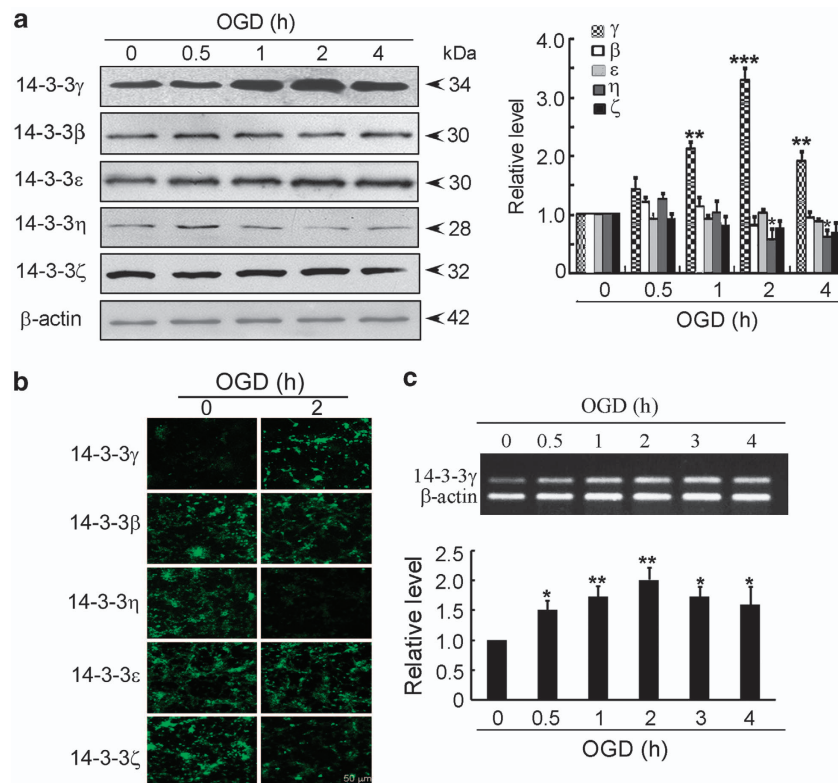 a
OGD (h)
0 0.5 1 2 4 kDa
14-3-3γ 34
14-3-3β 30
14-3-3ε 30
14-3-3η 28
14-3-3ζ 32
β-actin 42
γ
β
ε
η
ζ
Relative level
4.0
3.0
2.0
1.0
0
**
***
*
**
*
0 0.5 1 2 4
OGD (h)
b
OGD (h)
0 2
14-3-3γ
14-3-3β
14-3-3η
14-3-3ε
14-3-3ζ
50 µm
c
OGD (h)
0 0.5 1 2 3 4
14-3-3γ
β-actin
Relative level
2.5
2.0
1.5
1.0
0.5
0
* ** ** * *
0 0.5 1 2 3 4
OGD (h)